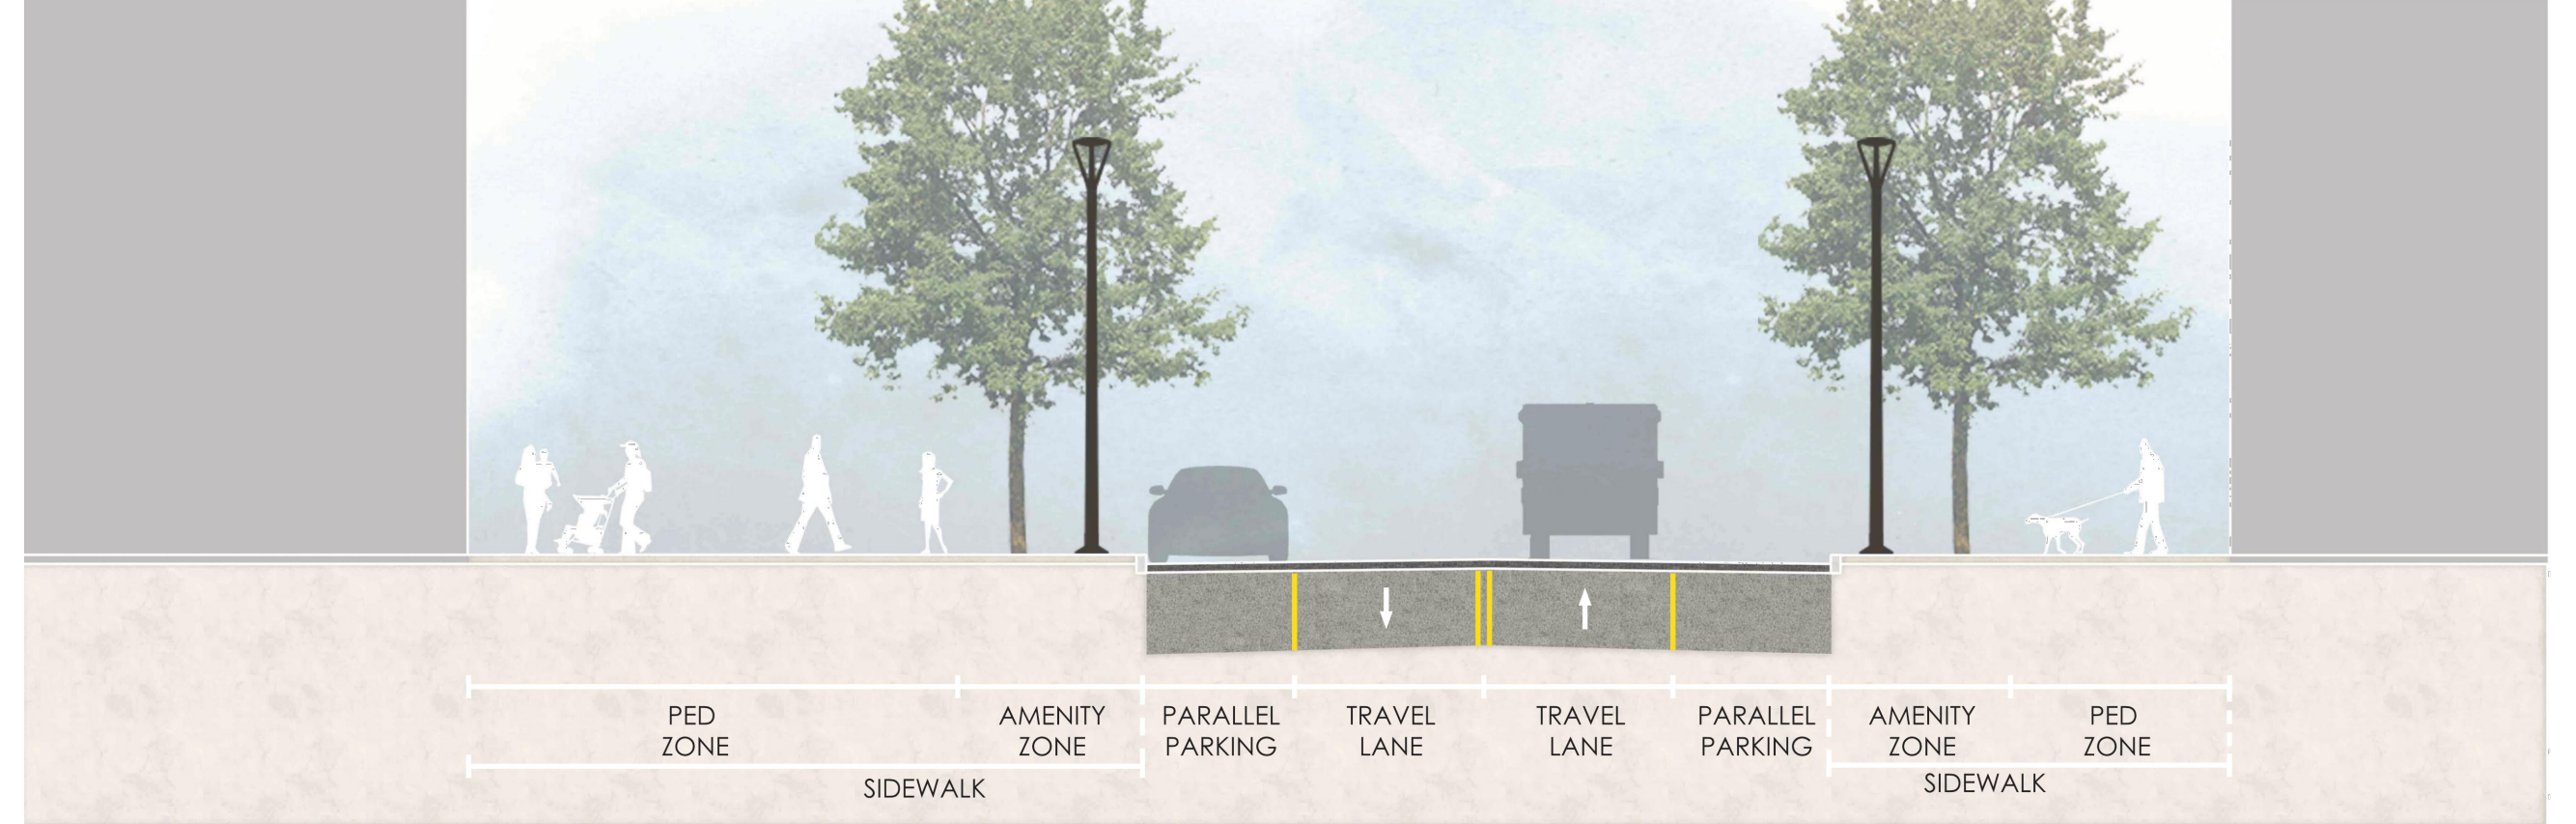 PED
ZONE
AMENITY
ZONE
PARALLEL
PARKING
TRAVEL
LANE
TRAVEL
LANE
PARALLEL
PARKING
AMENITY
ZONE
PED
ZONE
SIDEWALK
SIDEWALK